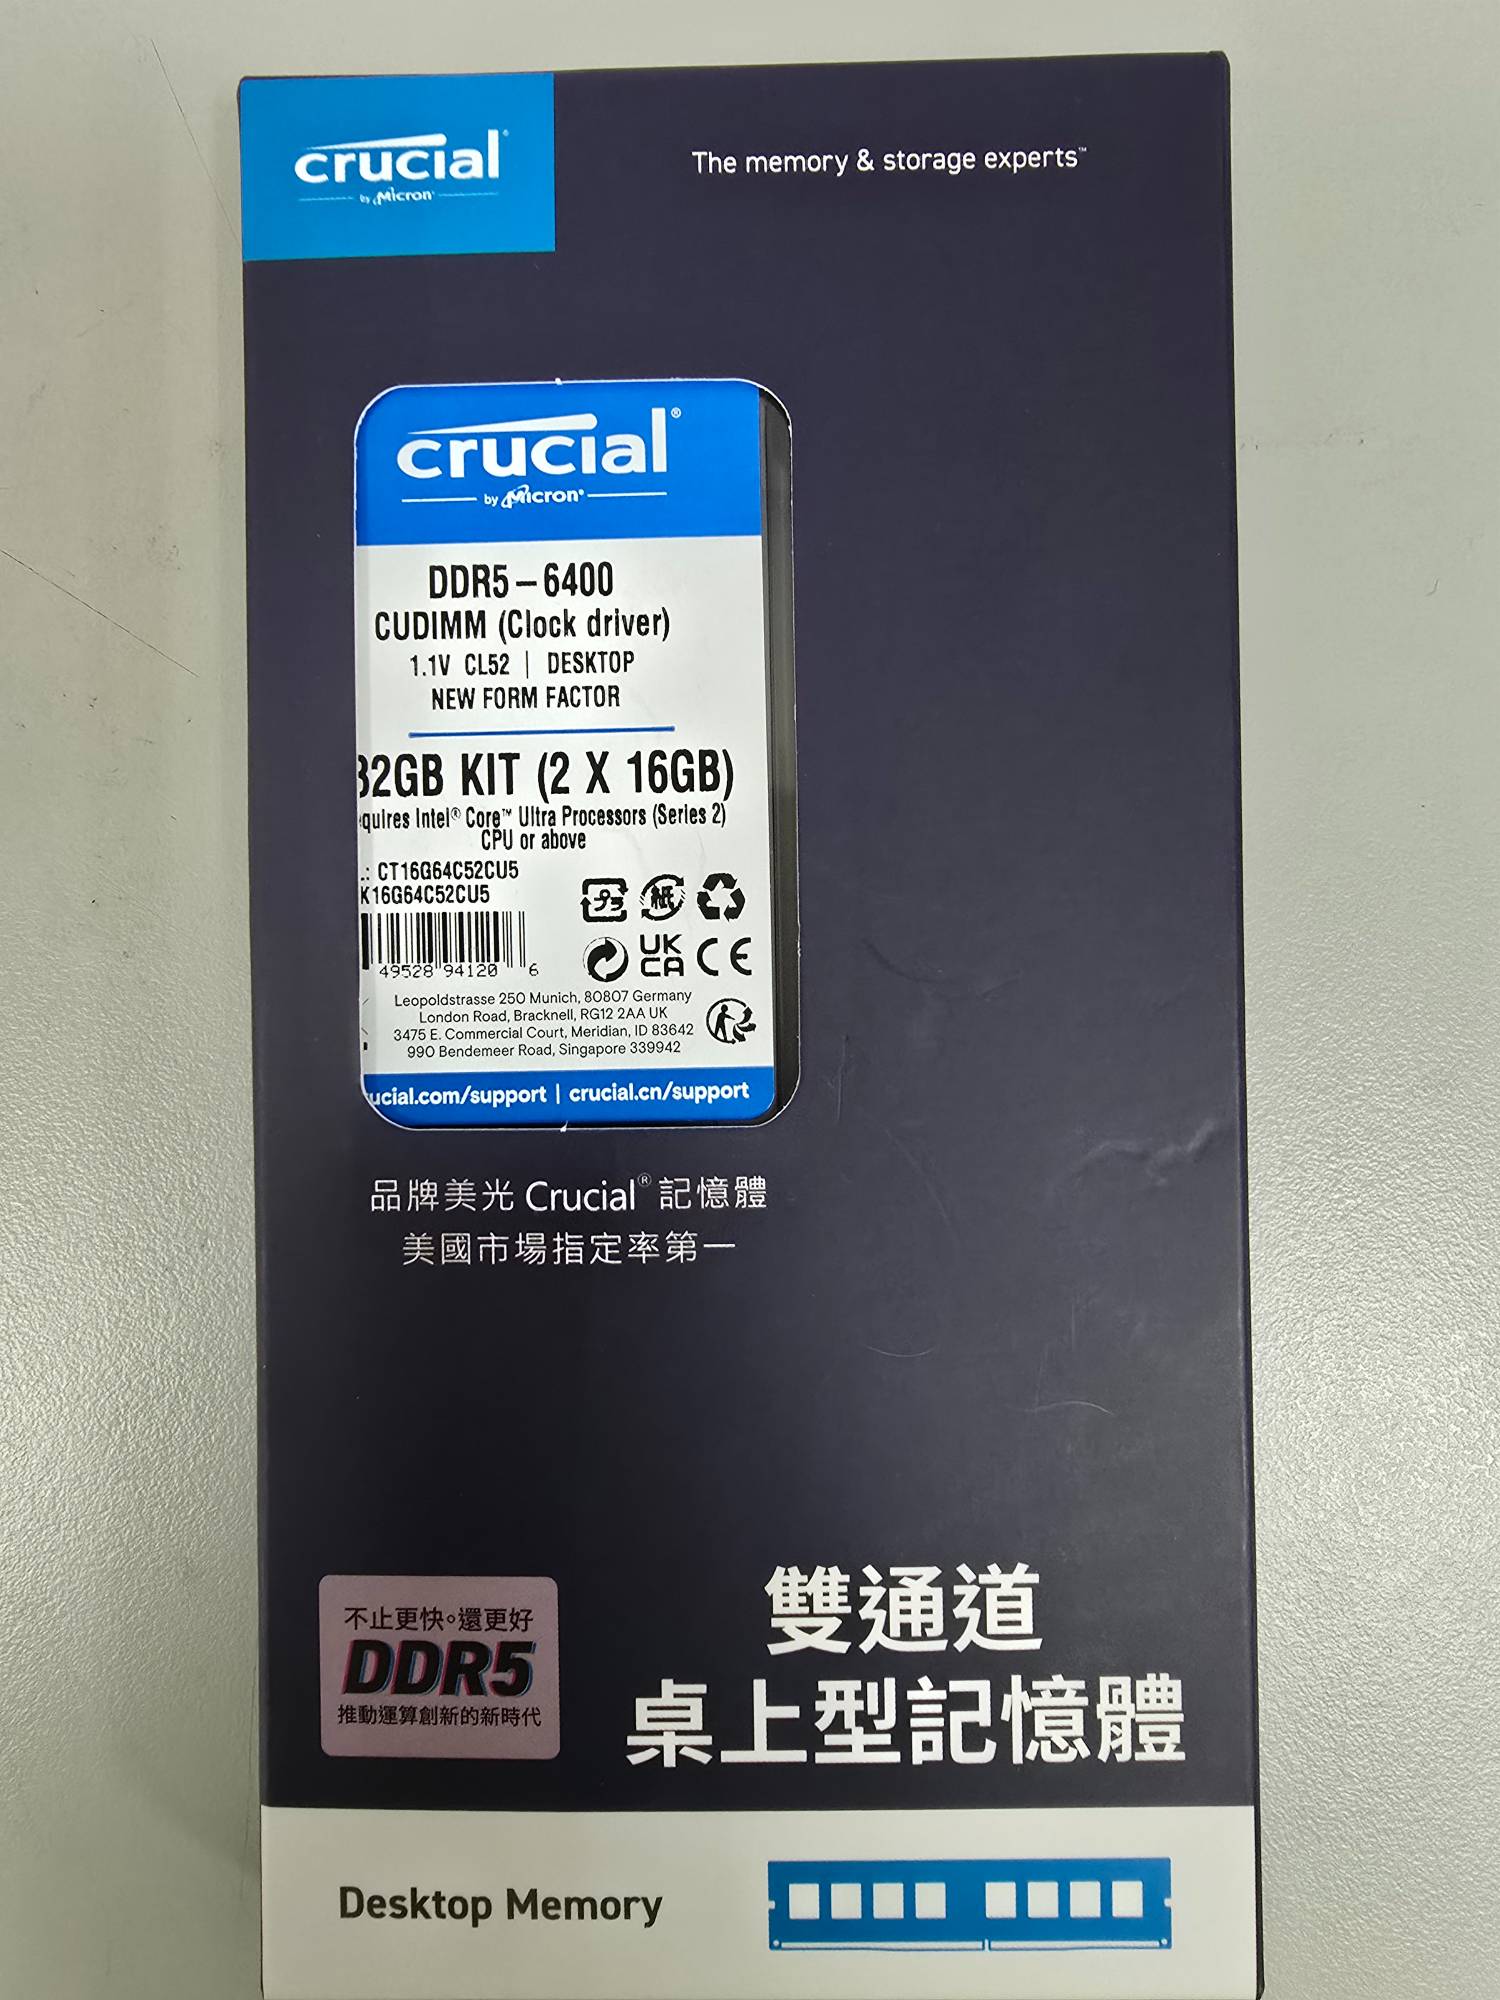 crucial
by Micron
The memory & storage experts™
crucial®
by Micron®
DDR5-6400
CUDIMM (Clock driver)
1.1V CL52 | DESKTOP
NEW FORM FACTOR
32GB KIT (2 X 16GB)
quires Intel® Core™ Ultra Processors (Series 2)
CPU or above
.: CT16G64C52CU5
K16G64C52CU5
49528 94120 6
UK
CA CE
Leopoldstrasse 250 Munich, 80807 Germany
London Road, Bracknell, RG12 2AA UK
3475 E. Commercial Court, Meridian, ID 83642
990 Bendemeer Road, Singapore 339942
ucial.com/support | crucial.cn/support
品牌美光 Crucial® 記憶體
美國市場指定率第一
不止更快。還更好
DDR5
推動運算創新的新時代
雙通道
桌上型記憶體
Desktop Memory